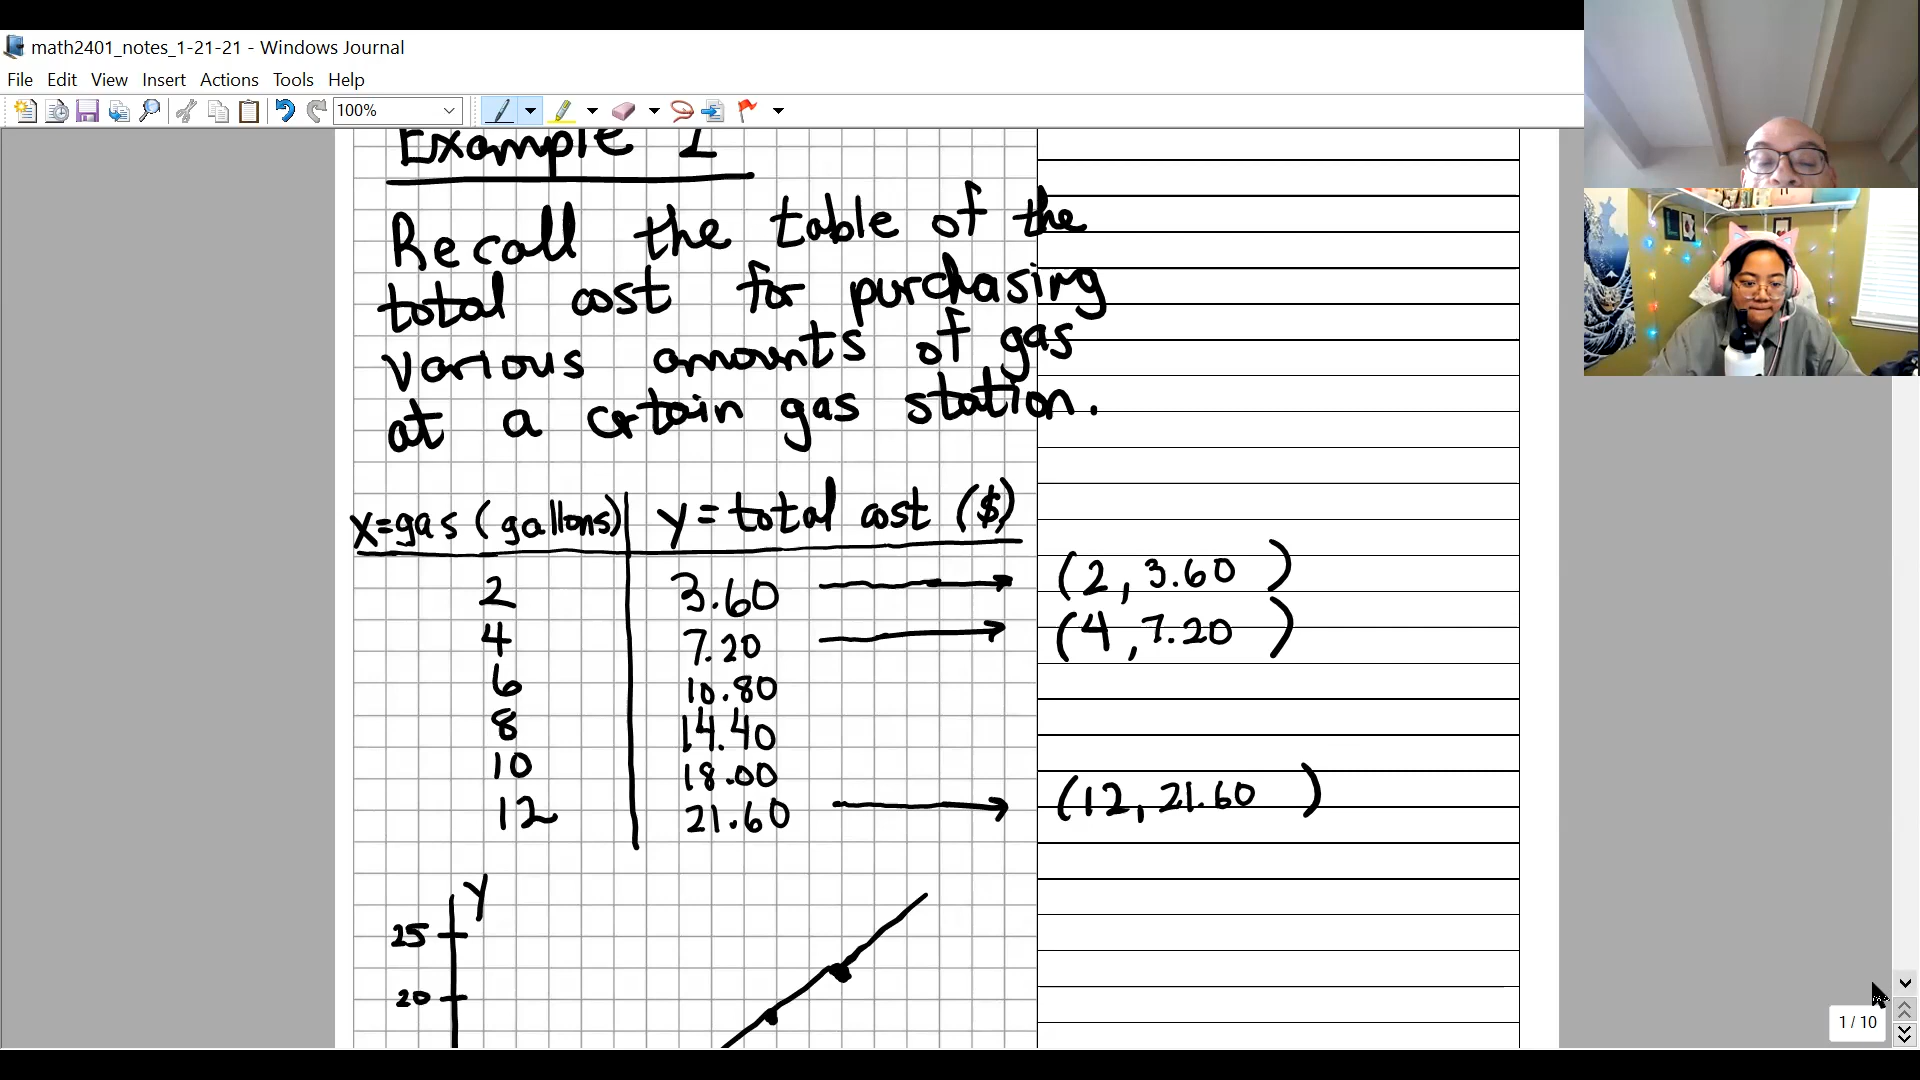 math2401_notes_1-21-21 - Windows Journal
File Edit View Insert Actions Tools Help
100%
Example 1
Recall the table of the
total cost for purchasing
various amounts of gas
at a certain gas station.
x=gas (gallons) y=total cost ($)
2 3.60 (2, 3.60)
4 7.20 (4, 7.20)
6 10.80
8 14.40
10 18.00
12 21.60 (12, 21.60)
y
25
20
1 / 10